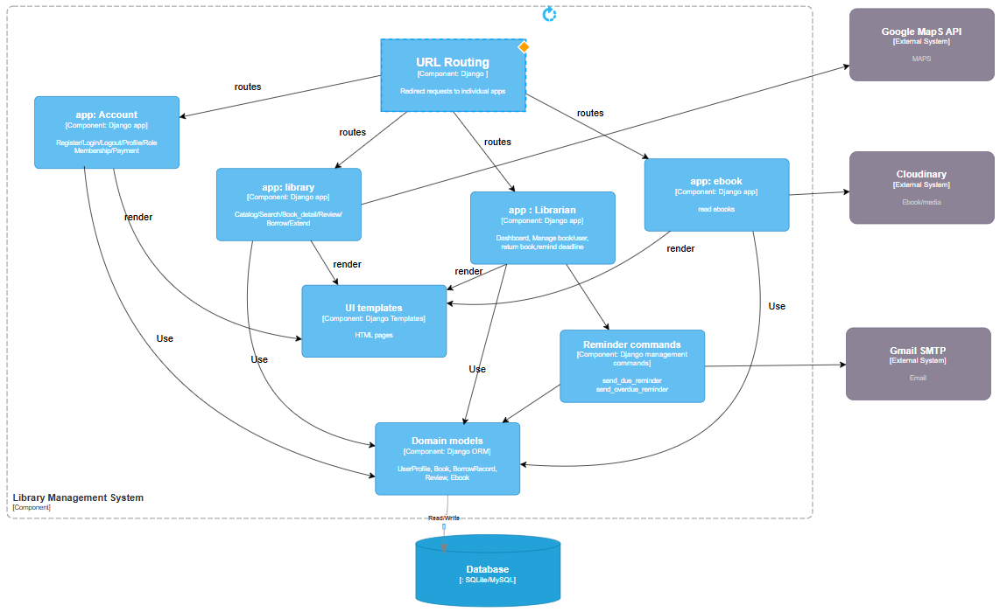 Google MapS API
[External System]
MAPS
URL Routing
[Component: Django ]
Redirect requests to individual apps
routes
app: Account
[Component: Django app]
Register/Login/Logout/Profile/Role
Membership/Payment
routes
routes
routes
app: library
[Component: Django app]
Catalog/Search/Book_detail/Review/
Borrow/Extend
app : Librarian
[Component: Django app]
Dashboard, Manage book/user,
return book,remind deadline
app: ebook
[Component: Django app]
read ebooks
Cloudinary
[External System]
Ebook/media
render
render
render
render
UI templates
[Component: Django Templates]
HTML pages
Use
Use
Use
Use
Reminder commands
[Component: Django management
commands]
send_due_reminder
send_overdue_reminder
Gmail SMTP
[External System]
Email
Domain models
[Component: Django ORM]
UserProfile, Book, BorrowRecord,
Review, Ebook
Library Management System
[Component]
Read/Write
Database
[: SQLite/MySQL]